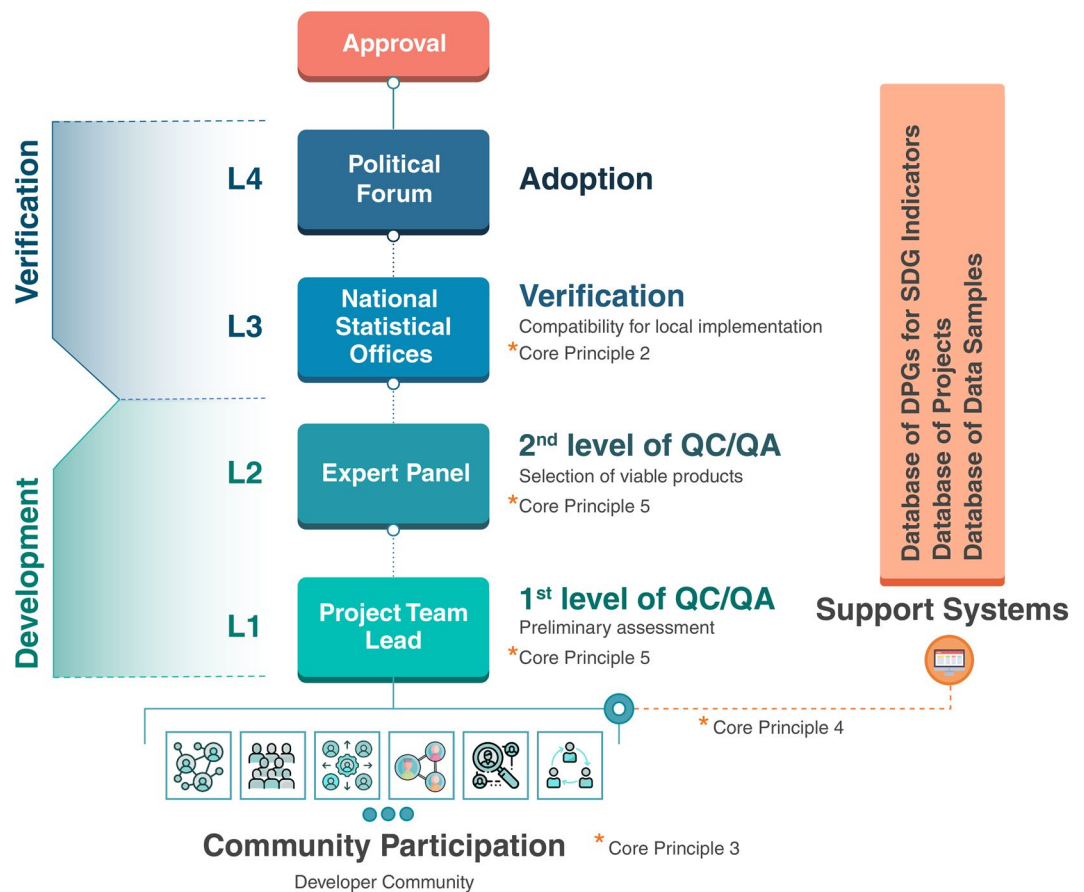 Approval
Verification
L4
Political
Forum
Adoption
L3
National
Statistical
Offices
Verification
Compatibility for local implementation
* Core Principle 2
Development
L2
Expert Panel
2nd level of QC/QA
Selection of viable products
* Core Principle 5
L1
Project Team
Lead
1st level of QC/QA
Preliminary assessment
* Core Principle 5
Database of DPGs for SDG Indicators
Database of Projects
Database of Data Samples
Support Systems
* Core Principle 4
Community Participation
* Core Principle 3
Developer Community